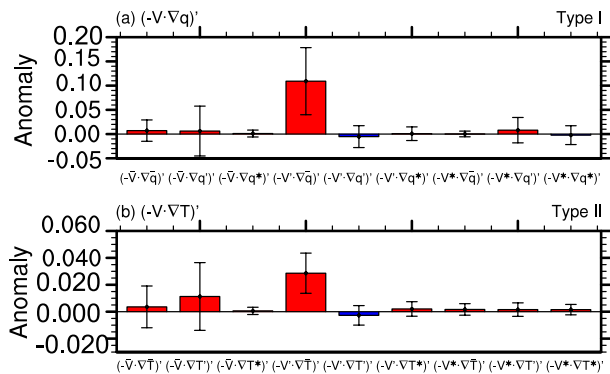 (a) (-V·∇q)' Type I
Anomaly
0.20
0.15
0.10
0.05
0.00
-0.05
(-V̄·∇q̄)' (-V̄·∇q')' (-V̄·∇q*)' (-V'·∇q̄)' (-V'·∇q')' (-V'·∇q*)' (-V*·∇q̄)' (-V*·∇q')' (-V*·∇q*)'
(b) (-V·∇T)' Type II
Anomaly
0.060
0.040
0.020
0.000
-0.020
(-V̄·∇T̄)' (-V̄·∇T')' (-V̄·∇T*)' (-V'·∇T̄)' (-V'·∇T')' (-V'·∇T*)' (-V*·∇T̄)' (-V*·∇T')' (-V*·∇T*)'